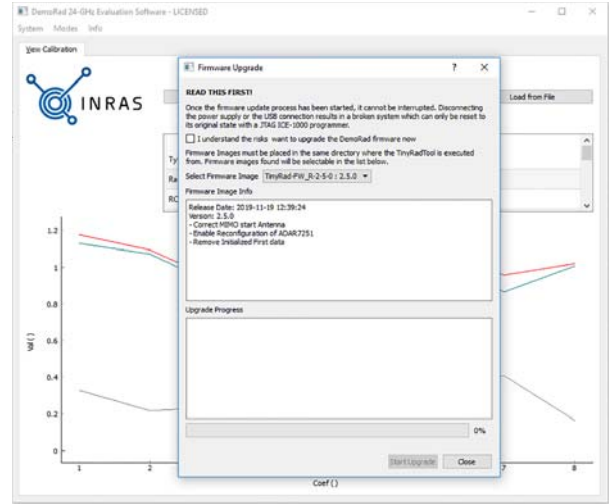 DemoRad 24-GHz Evaluation Software - LICENSED
System Modes Info
View Calibration
INRAS
Load from File
Ty
Ra
RC
Firmware Upgrade
READ THIS FIRST!
Once the firmware update process has been started, it cannot be interrupted. Disconnecting
the power supply or the USB connection results in a broken system which can only be reset to
its original state with a JTAG ICE-1000 programmer.
I understand the risks want to upgrade the DemoRad firmware now
Firmware Images must be placed in the same directory where the TinyRadTool is executed
from. Firmware images found will be selectable in the list below.
Select Firmware Image TinyRad-FW_R-2-5-0 : 2.5.0
Firmware Image Info
Release Date: 2019-11-19 12:39:24
Version: 2.5.0
- Correct MIMO start Antenna
- Enable Reconfiguration of ADAR7251
- Remove Initialized First data
Upgrade Progress
0%
Start Upgrade Close
1.2
1
0.8
0.6
0.4
0.2
0
Val ( )
1 2 7 8
Coef ( )